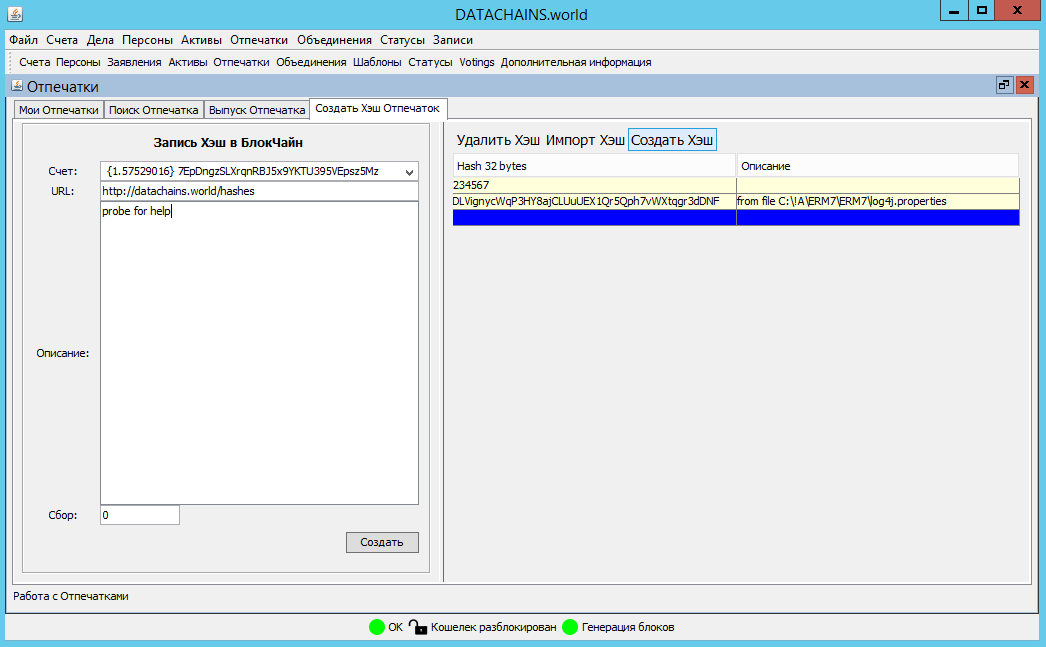 DATACHAINS.world
Файл Счета Дела Персоны Активы Отпечатки Объединения Статусы Записи
Счета Персоны Заявления Активы Отпечатки Объединения Шаблоны Статусы Votings Дополнительная информация
Отпечатки
Мои Отпечатки Поиск Отпечатка Выпуск Отпечатка Создать Хэш Отпечаток
Запись Хэш в БлокЧайн
Счет: {1.57529016} 7EpDngzSLXrqnRBJ5x9YKTU395VEpsz5Mz
URL: http://datachains.world/hashes
probe for help
Описание:
Сбор: 0
Создать
Удалить Хэш Импорт Хэш Создать Хэш
Hash 32 bytes Описание
234567
DLVignycWqP3HY8ajCLUuUEX1Qr5Qph7vWXtqgr3dDNF from file C:\!A\ERM7\ERM7\log4j.properties
Работа с Отпечатками
OK Кошелек разблокирован Генерация блоков